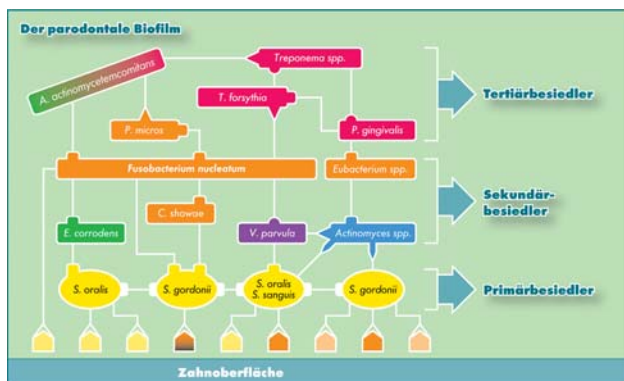 Der parodontale Biofilm
Treponema spp.
A. actinomycetemcomitans
T. forsythia
Tertiärbesiedler
P. micros
P. gingivalis
Fusobacterium nucleatum
Eubacterium spp.
Sekundär-
besiedler
C. showae
E. corrodens
V. parvula
Actinomyces spp.
S. oralis
S. gordonii
S. oralis
S. sanguis
S. gordonii
Primärbesiedler
Zahnoberfläche